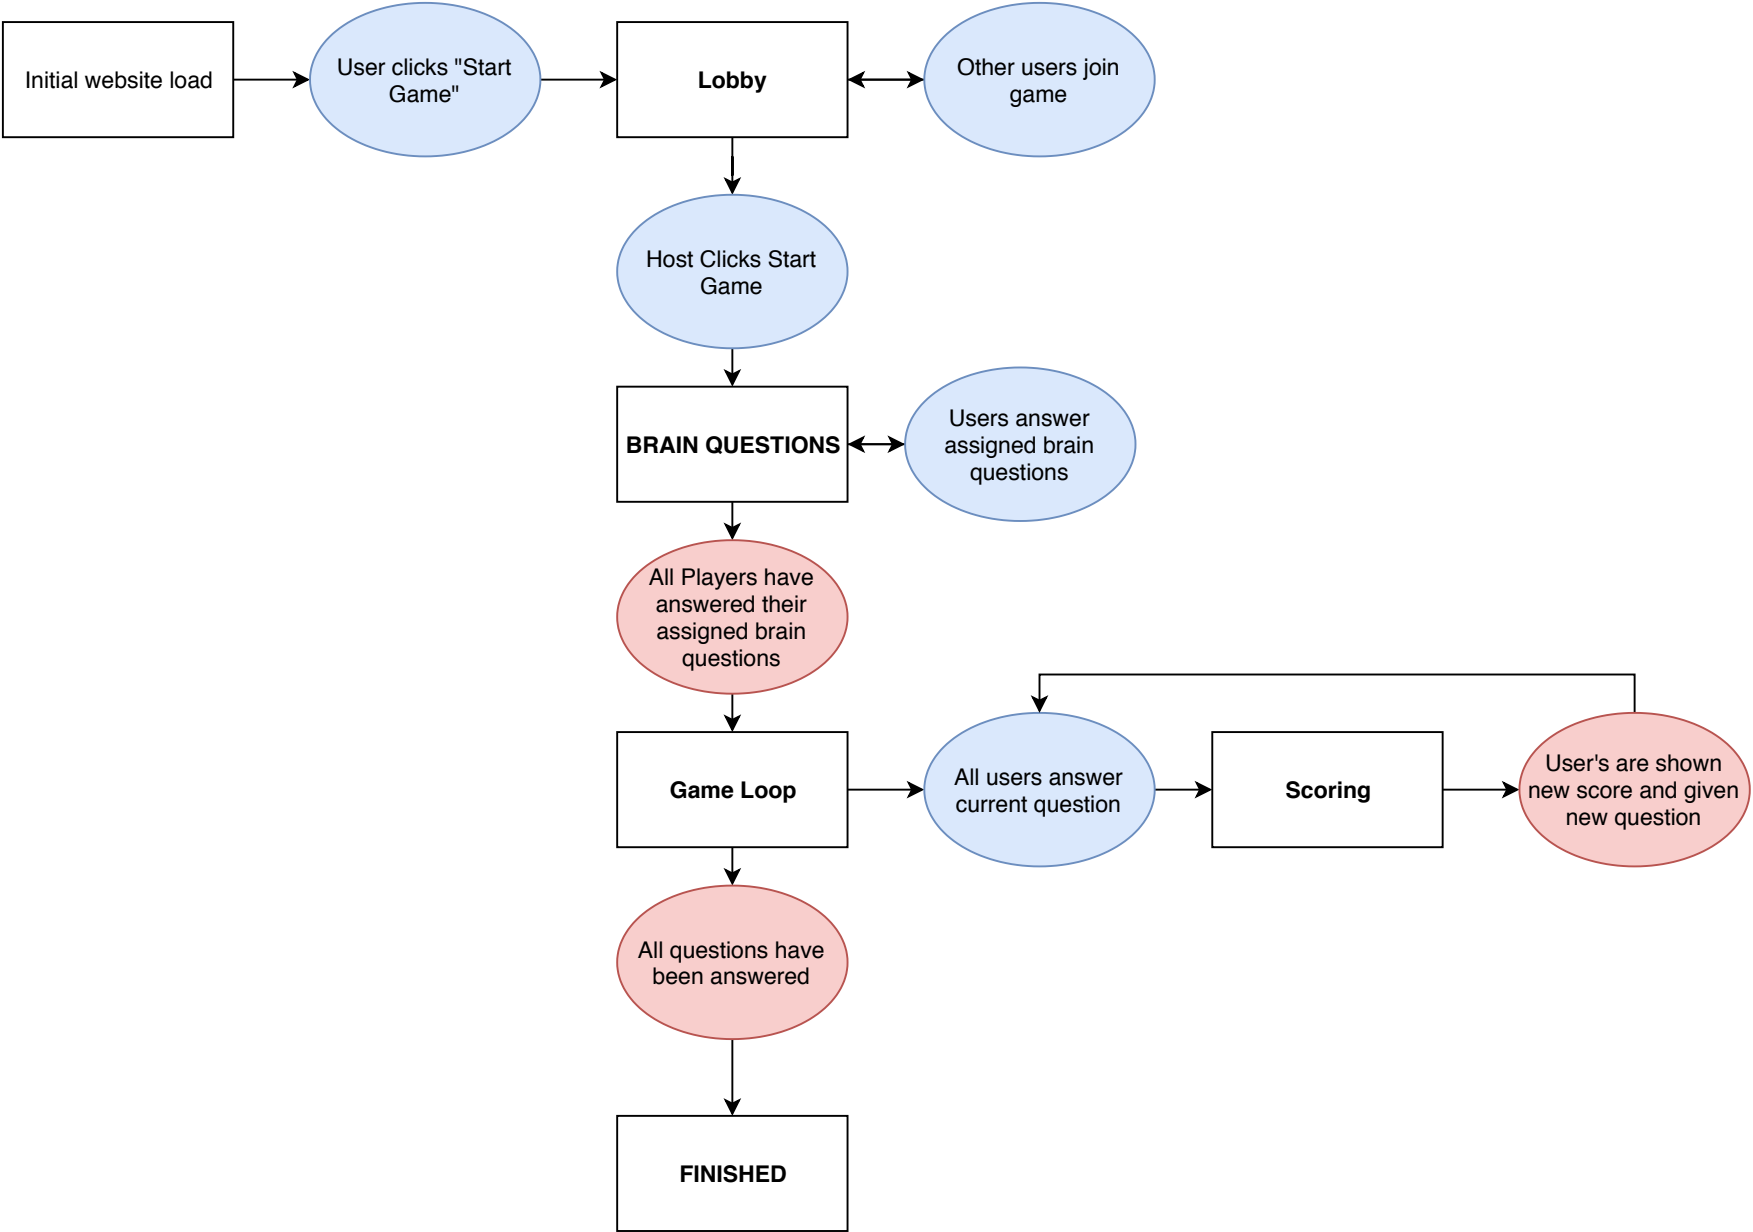 Initial website load
User clicks "Start
Game"
Lobby
Other users join
game
Host Clicks Start
Game
BRAIN QUESTIONS
Users answer
assigned brain
questions
All Players have
answered their
assigned brain
questions
Game Loop
All users answer
current question
Scoring
User's are shown
new score and given
new question
All questions have
been answered
FINISHED